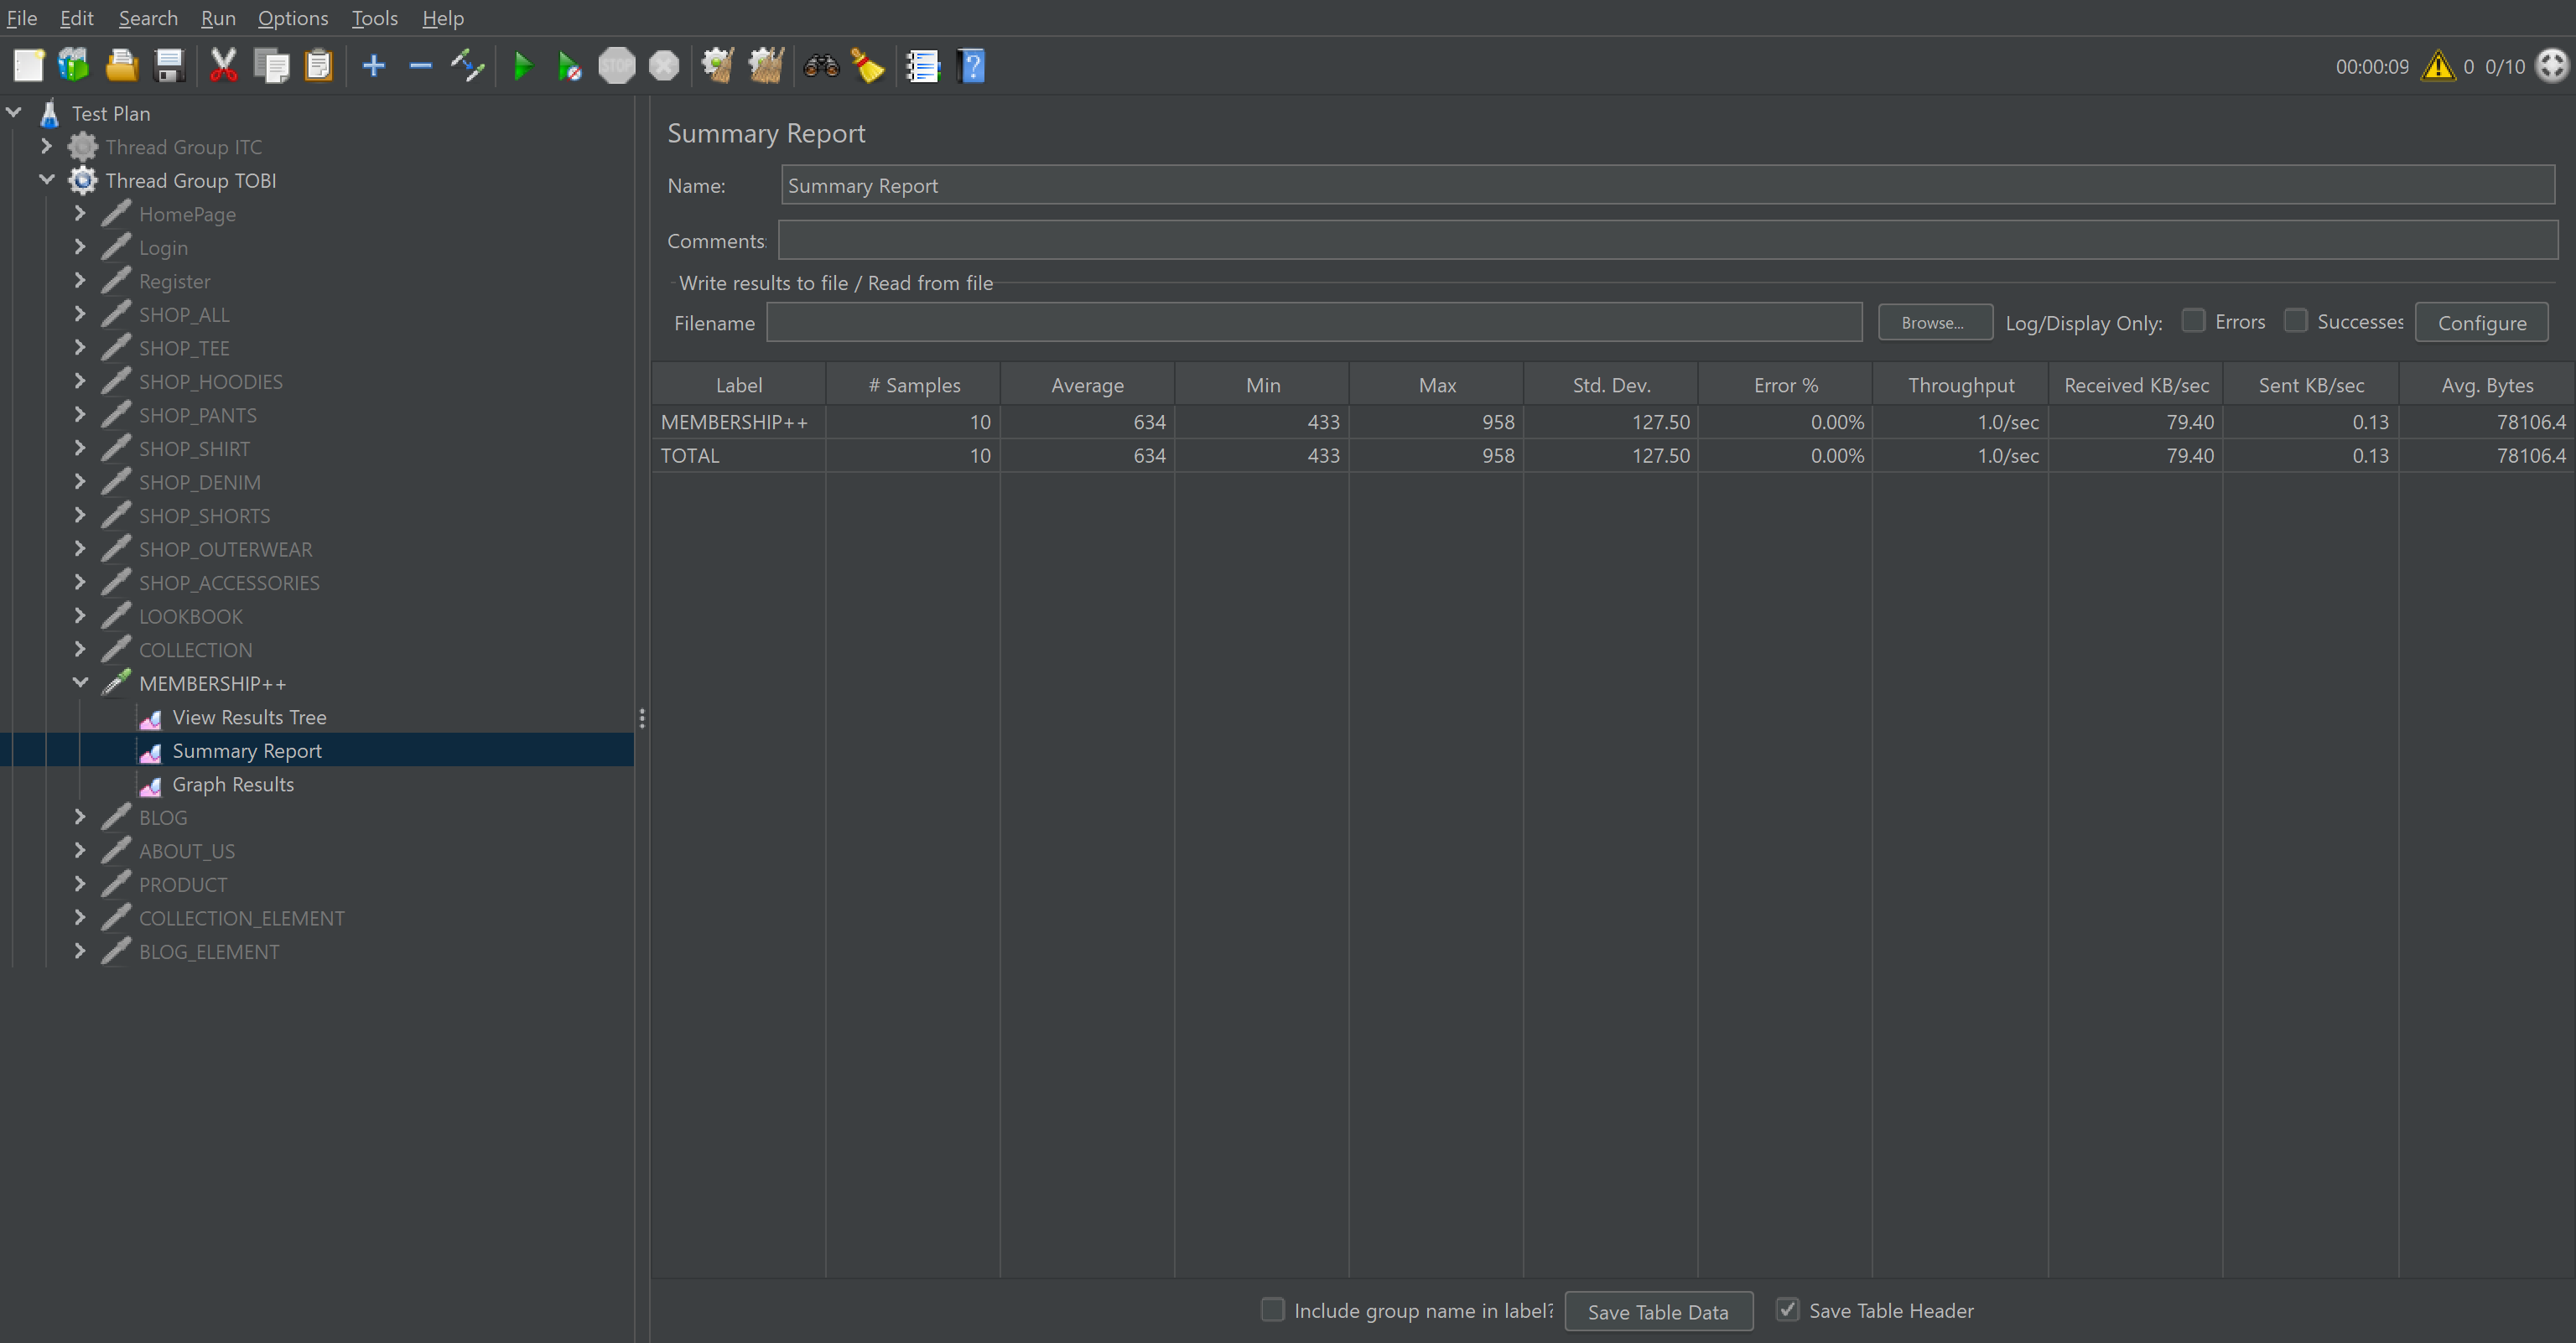 File Edit Search Run Options Tools Help
STOP
00:00:09 0 0/10
Test Plan
Thread Group ITC
Thread Group TOBI
HomePage
Login
Register
SHOP_ALL
SHOP_TEE
SHOP_HOODIES
SHOP_PANTS
SHOP_SHIRT
SHOP_DENIM
SHOP_SHORTS
SHOP_OUTERWEAR
SHOP_ACCESSORIES
LOOKBOOK
COLLECTION
MEMBERSHIP++
View Results Tree
Summary Report
Graph Results
BLOG
ABOUT_US
PRODUCT
COLLECTION_ELEMENT
BLOG_ELEMENT
Summary Report
Name: Summary Report
Comments:
Write results to file / Read from file
Filename Browse... Log/Display Only: Errors Successes Configure
Label # Samples Average Min Max Std. Dev. Error % Throughput Received KB/sec Sent KB/sec Avg. Bytes
MEMBERSHIP++ 10 634 433 958 127.50 0.00% 1.0/sec 79.40 0.13 78106.4
TOTAL 10 634 433 958 127.50 0.00% 1.0/sec 79.40 0.13 78106.4
Include group name in label? Save Table Data Save Table Header